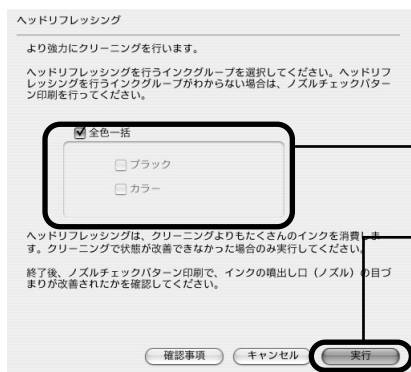 ヘッドリフレッシング
より強力にクリーニングを行います。
ヘッドリフレッシングを行うインクグループを選択してください。ヘッドリフ
レッシングを行うインクグループがわからない場合は、ノズルチェックパター
ン印刷を行ってください。
全色一括
ブラック
カラー
ヘッドリフレッシングは、クリーニングよりもたくさんのインクを消費しま
す。クリーニングで状態が改善できなかった場合のみ実行してください。
終了後、ノズルチェックパターン印刷で、インクの噴出し口（ノズル）の目づ
まりが改善されたかを確認してください。
確認事項 キャンセル 実行